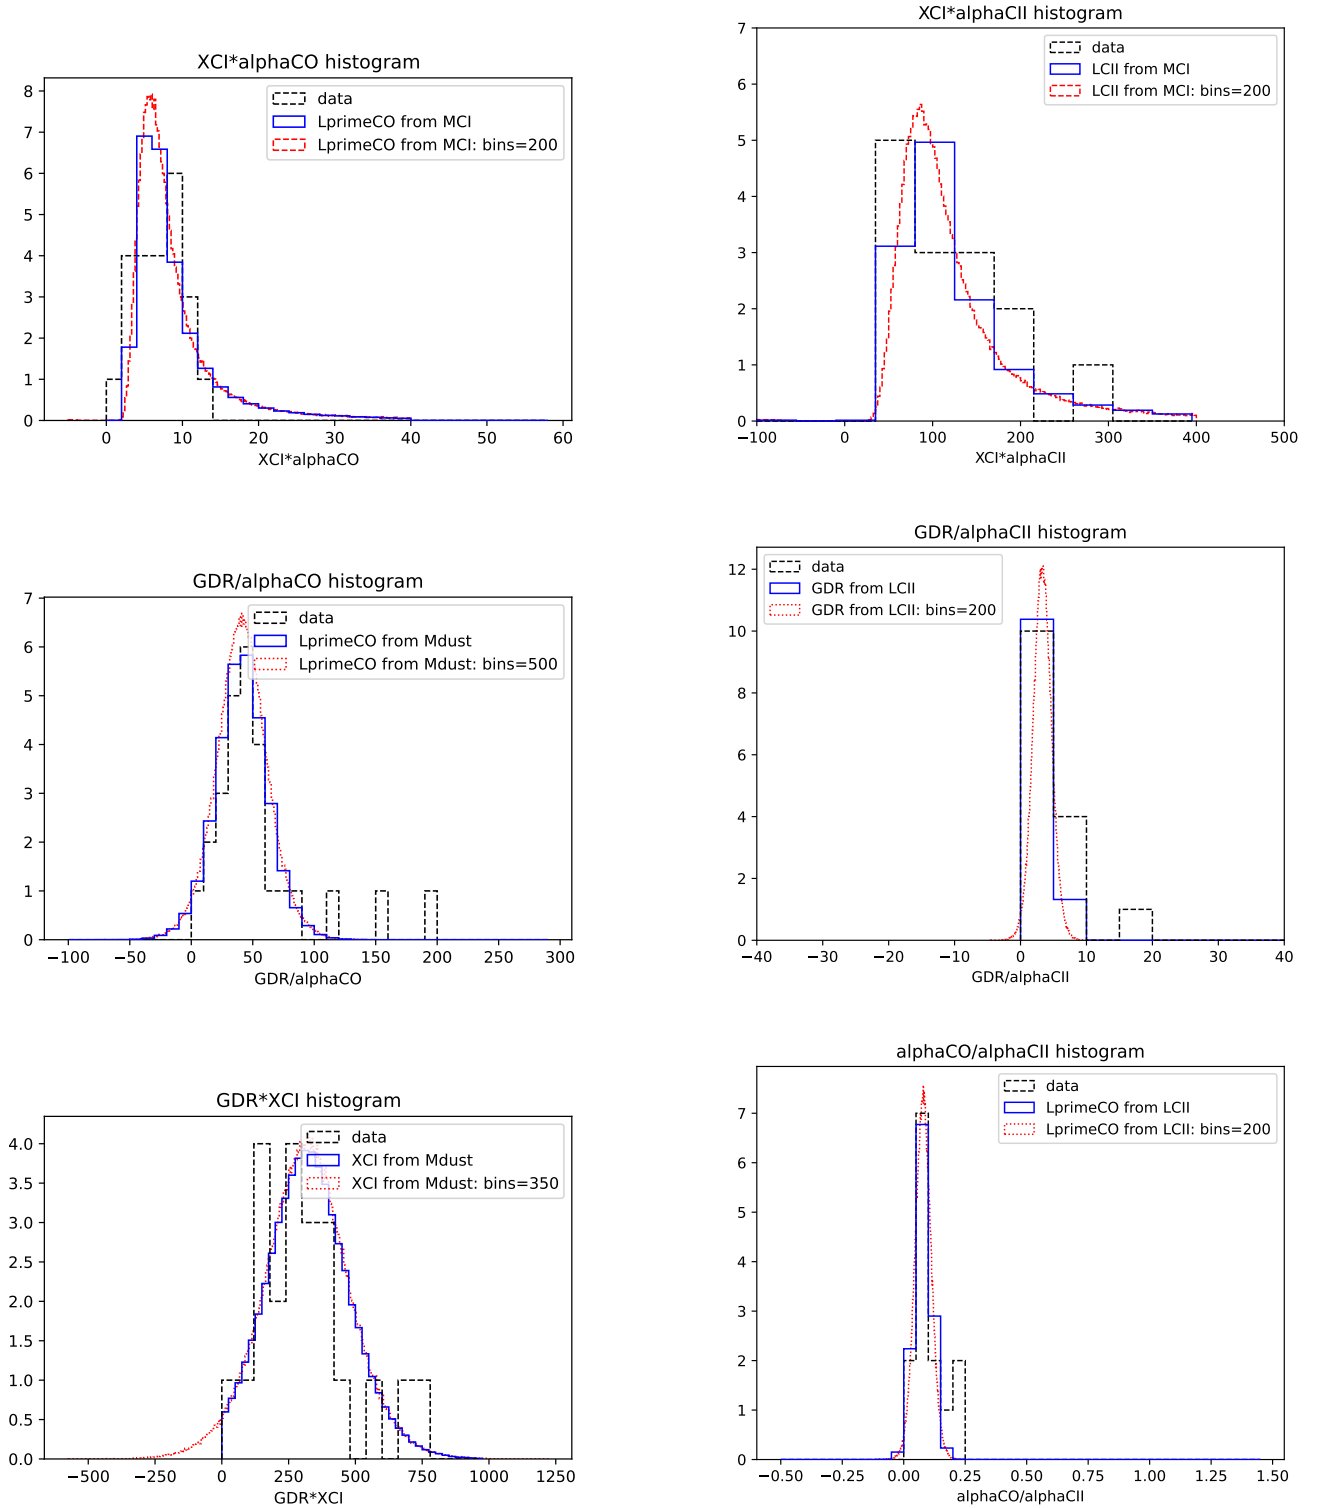 XCI*alphaCO histogram
data
LprimeCO from MCI
LprimeCO from MCI: bins=200
8
7
6
5
4
3
2
1
0
0 10 20 30 40 50 60
XCI*alphaCO
XCI*alphaCII histogram
data
LCII from MCI
LCII from MCI: bins=200
7
6
5
4
3
2
1
0
−100 0 100 200 300 400 500
XCI*alphaCII
GDR/alphaCO histogram
data
LprimeCO from Mdust
LprimeCO from Mdust: bins=500
7
6
5
4
3
2
1
0
−100 −50 0 50 100 150 200 250 300
GDR/alphaCO
GDR/alphaCII histogram
data
GDR from LCII
GDR from LCII: bins=200
12
10
8
6
4
2
0
−40 −30 −20 −10 0 10 20 30 40
GDR/alphaCII
GDR*XCI histogram
data
XCI from Mdust
XCI from Mdust: bins=350
4.0
3.5
3.0
2.5
2.0
1.5
1.0
0.5
0.0
−500 −250 0 250 500 750 1000 1250
GDR*XCI
alphaCO/alphaCII histogram
data
LprimeCO from LCII
LprimeCO from LCII: bins=200
7
6
5
4
3
2
1
0
−0.50 −0.25 0.00 0.25 0.50 0.75 1.00 1.25 1.50
alphaCO/alphaCII